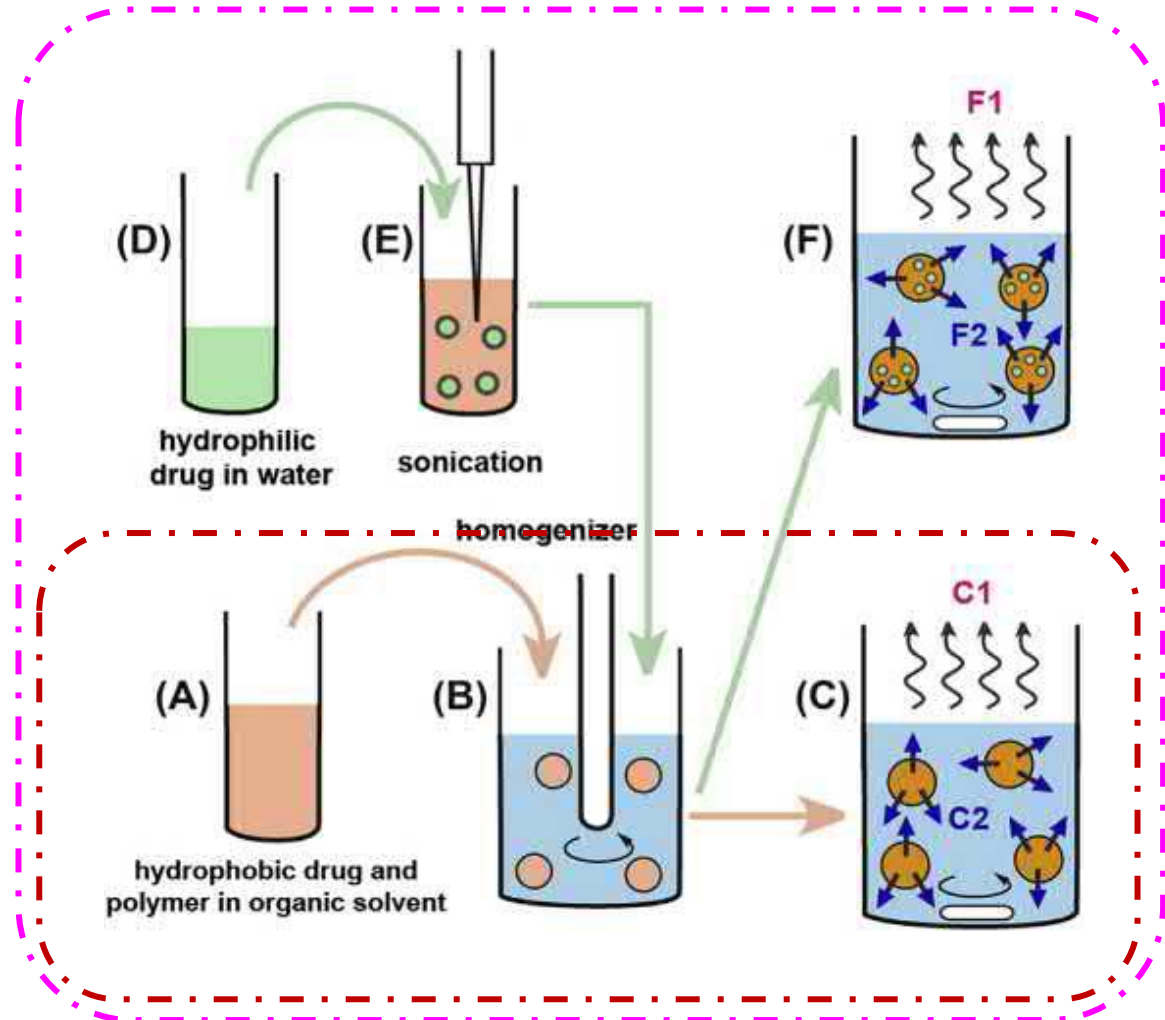 F1
(D)
(E)
(F)
F2
hydrophilic
drug in water
sonication
homogenizer
C1
(A)
(B)
(C)
C2
hydrophobic drug and
polymer in organic solvent